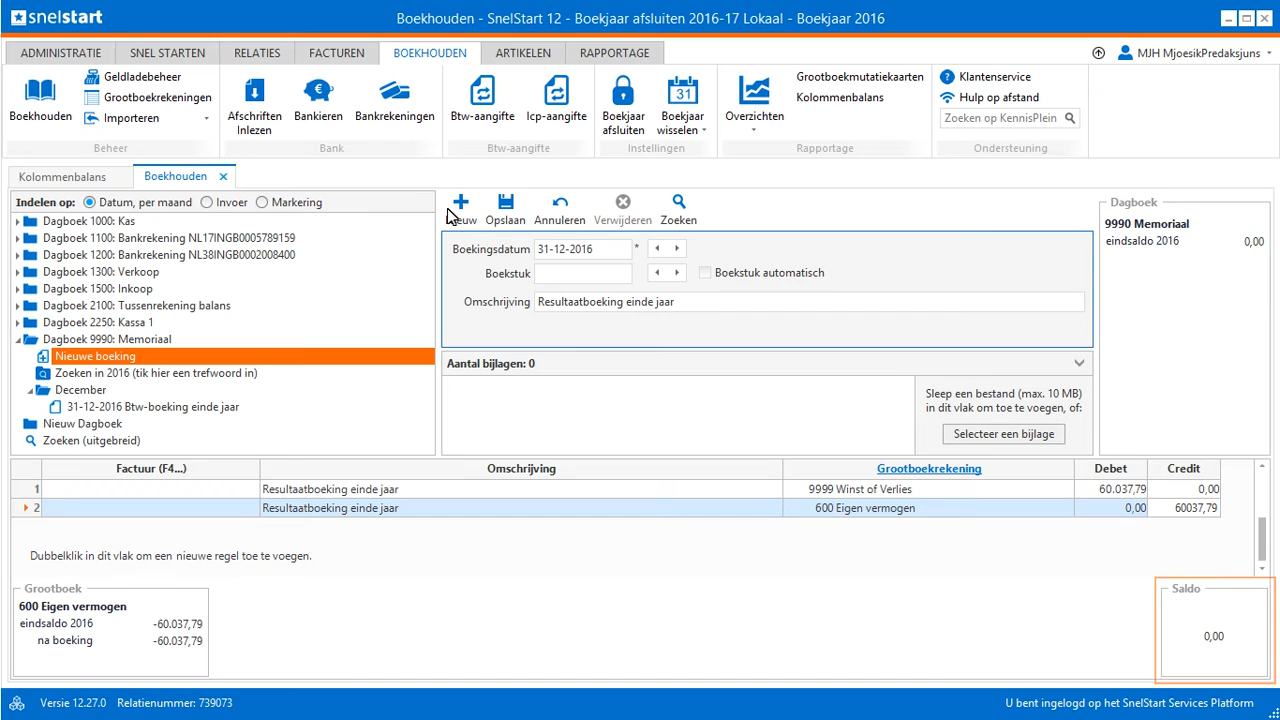 snelstart
Boekhouden - SnelStart 12 - Boekjaar afsluiten 2016-17 Lokaal - Boekjaar 2016
ADMINISTRATIE SNEL STARTEN RELATIES FACTUREN BOEKHOUDEN ARTIKELEN RAPPORTAGE
MJH MjoesikPredaksjuns
Boekhouden
Geldladebeheer
Grootboekrekeningen
Importeren
Beheer
Afschriften Inlezen
Bankieren
Bankrekeningen
Bank
Btw-aangifte
Icp-aangifte
Btw-aangifte
Boekjaar afsluiten
31
Boekjaar wisselen
Instellingen
Overzichten
Grootboekmutatiekaarten
Kolommenbalans
Rapportage
Klantenservice
Hulp op afstand
Zoeken op KennisPlein
Ondersteuning
Kolommenbalans Boekhouden
Indelen op: Datum, per maand Invoer Markering
Dagboek 1000: Kas
Dagboek 1100: Bankrekening NL17INGB0005789159
Dagboek 1200: Bankrekening NL38INGB0002008400
Dagboek 1300: Verkoop
Dagboek 1500: Inkoop
Dagboek 2100: Tussenrekening balans
Dagboek 2250: Kassa 1
Dagboek 9990: Memoriaal
Nieuwe boeking
Zoeken in 2016 (tik hier een trefwoord in)
December
31-12-2016 Btw-boeking einde jaar
Nieuw Dagboek
Zoeken (uitgebreid)
Opslaan Annuleren Verwijderen Zoeken
Boekingsdatum 31-12-2016 *
Boekstuk Boekstuk automatisch
Omschrijving Resultaatboeking einde jaar
Aantal bijlagen: 0
Sleep een bestand (max. 10 MB)
in dit vlak om toe te voegen, of:
Selecteer een bijlage
Dagboek
9990 Memoriaal
eindsaldo 2016 0,00
Factuur (F4...) Omschrijving Grootboekrekening Debet Credit
1 Resultaatboeking einde jaar 9999 Winst of Verlies 60.037,79 0,00
2 Resultaatboeking einde jaar 600 Eigen vermogen 0,00 60037,79
Dubbelklik in dit vlak om een nieuwe regel toe te voegen.
Grootboek
600 Eigen vermogen
eindsaldo 2016 -60.037,79
na boeking -60.037,79
Saldo
0,00
Versie 12.27.0 Relatienummer: 739073
U bent ingelogd op het SnelStart Services Platform